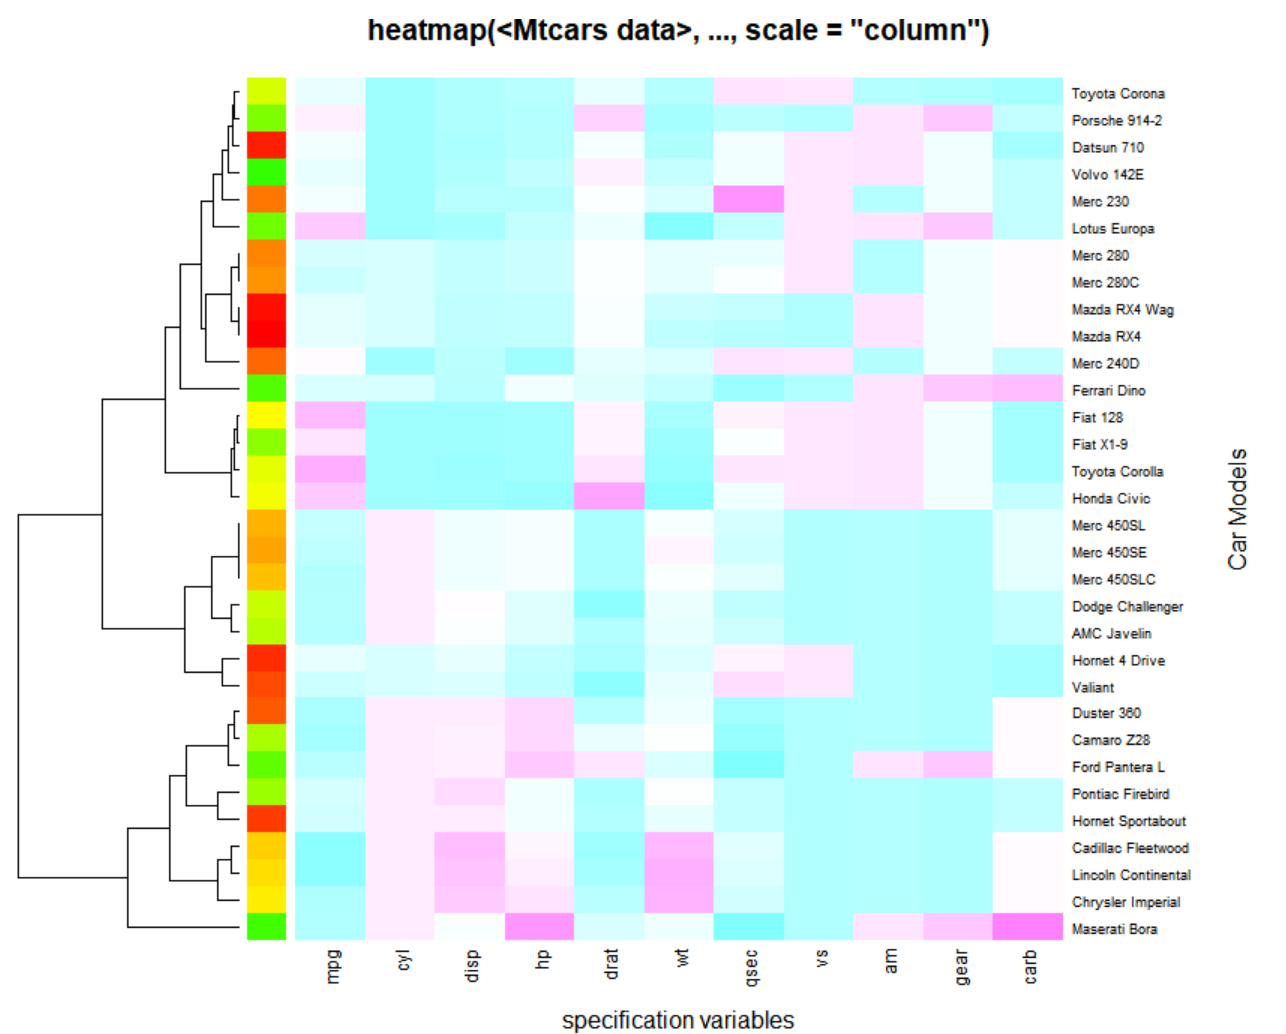 heatmap(<Mtcars data>, ..., scale = "column")
Toyota Corona
Porsche 914-2
Datsun 710
Volvo 142E
Merc 230
Lotus Europa
Merc 280
Merc 280C
Mazda RX4 Wag
Mazda RX4
Merc 240D
Ferrari Dino
Fiat 128
Fiat X1-9
Toyota Corolla
Honda Civic
Merc 450SL
Merc 450SE
Merc 450SLC
Dodge Challenger
AMC Javelin
Hornet 4 Drive
Valiant
Duster 360
Camaro Z28
Ford Pantera L
Pontiac Firebird
Hornet Sportabout
Cadillac Fleetwood
Lincoln Continental
Chrysler Imperial
Maserati Bora
Car Models
mpg
cyl
disp
hp
drat
wt
qsec
vs
am
gear
carb
specification variables